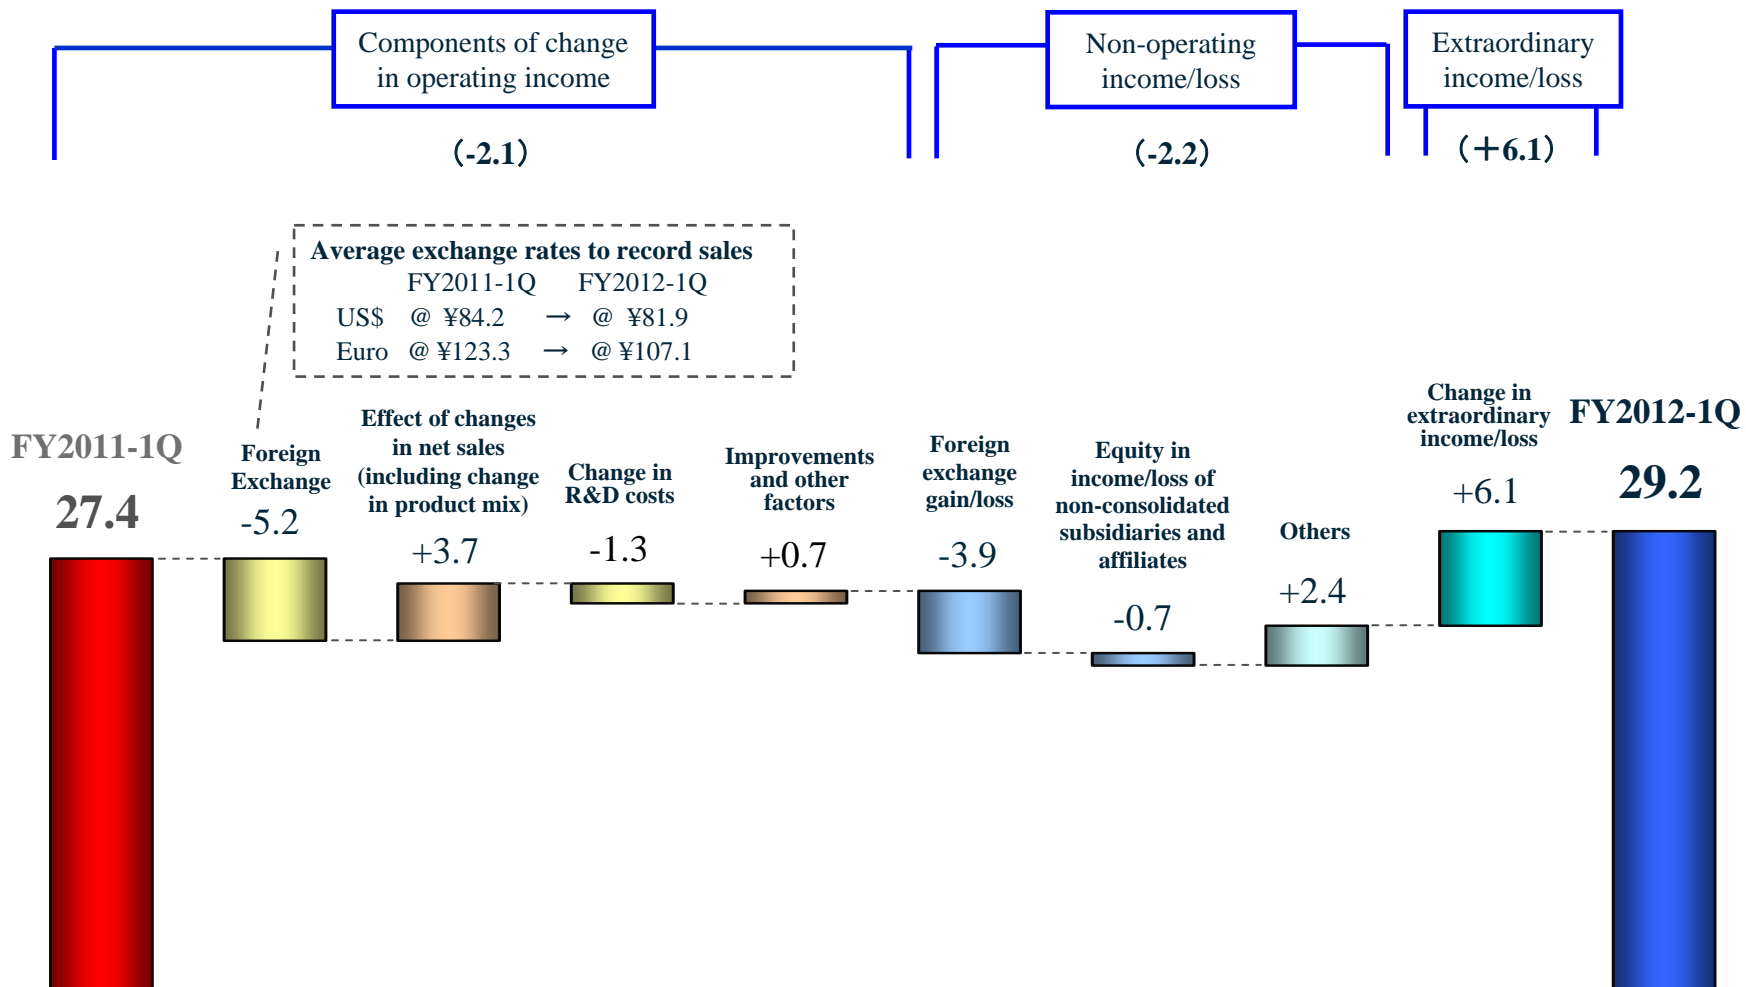 Components of change
in operating income
(-2.1)
Non-operating
income/loss
(-2.2)
Extraordinary
income/loss
(+6.1)
Average exchange rates to record sales
FY2011-1Q FY2012-1Q
US$ @ ¥84.2 → @ ¥81.9
Euro @ ¥123.3 → @ ¥107.1
FY2011-1Q
27.4
Foreign
Exchange
-5.2
Effect of changes
in net sales
(including change
in product mix)
+3.7
Change in
R&D costs
-1.3
Improvements
and other
factors
+0.7
Foreign
exchange
gain/loss
-3.9
Equity in
income/loss of
non-consolidated
subsidiaries and
affiliates
-0.7
Others
+2.4
Change in
extraordinary
income/loss
+6.1
FY2012-1Q
29.2